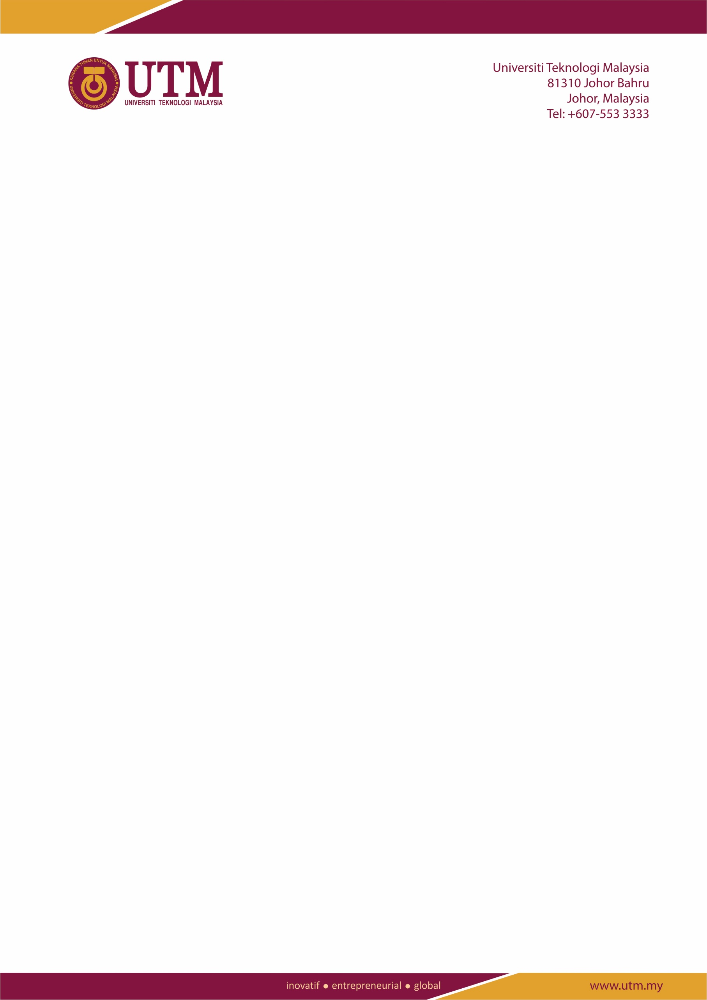 KERANA TUHAN UNTUK MANUSIA
UNIVERSITI TEKNOLOGI MALAYSIA
UTM
UNIVERSITI TEKNOLOGI MALAYSIA
Universiti Teknologi Malaysia
81310 Johor Bahru
Johor, Malaysia
Tel: +607-553 3333
inovatif ● entrepreneurial ● global
www.utm.my